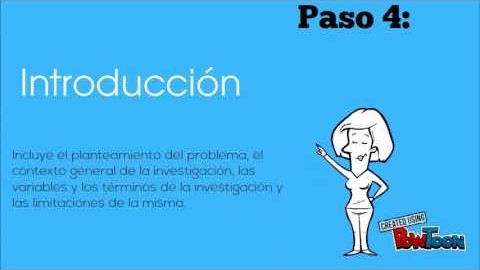 Paso 4:
Introducción
Incluye el planteamiento del problema, el
contexto general de la investigación, las
variables y los términos de la investigación y
las limitaciones de la misma.
CREATED USING
POWTOON